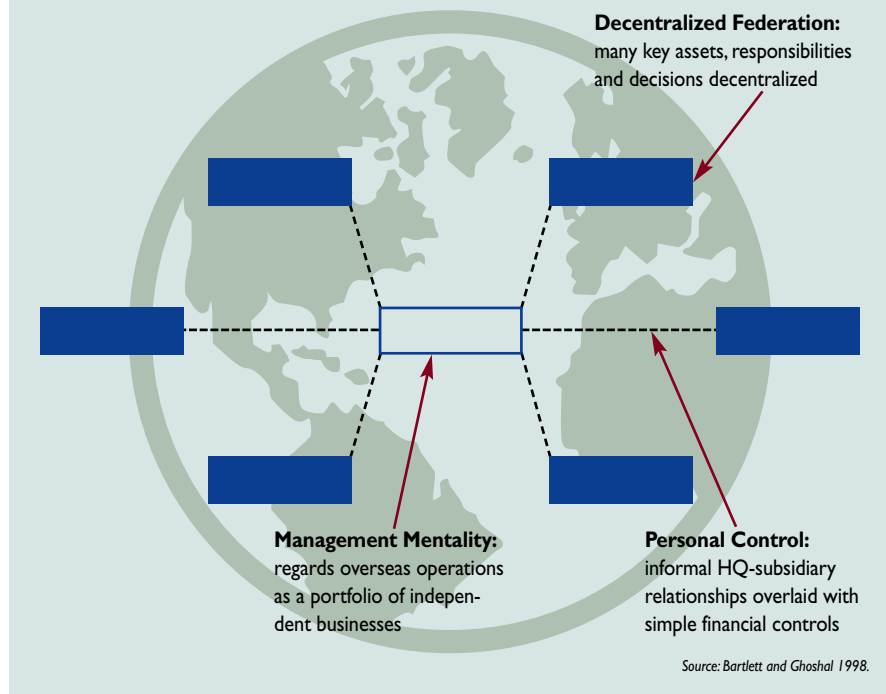 Decentralized Federation:
many key assets, responsibilities
and decisions decentralized
Management Mentality:
regards overseas operations
as a portfolio of indepen-
dent businesses
Personal Control:
informal HQ-subsidiary
relationships overlaid with
simple financial controls
Source: Bartlett and Ghoshal 1998.